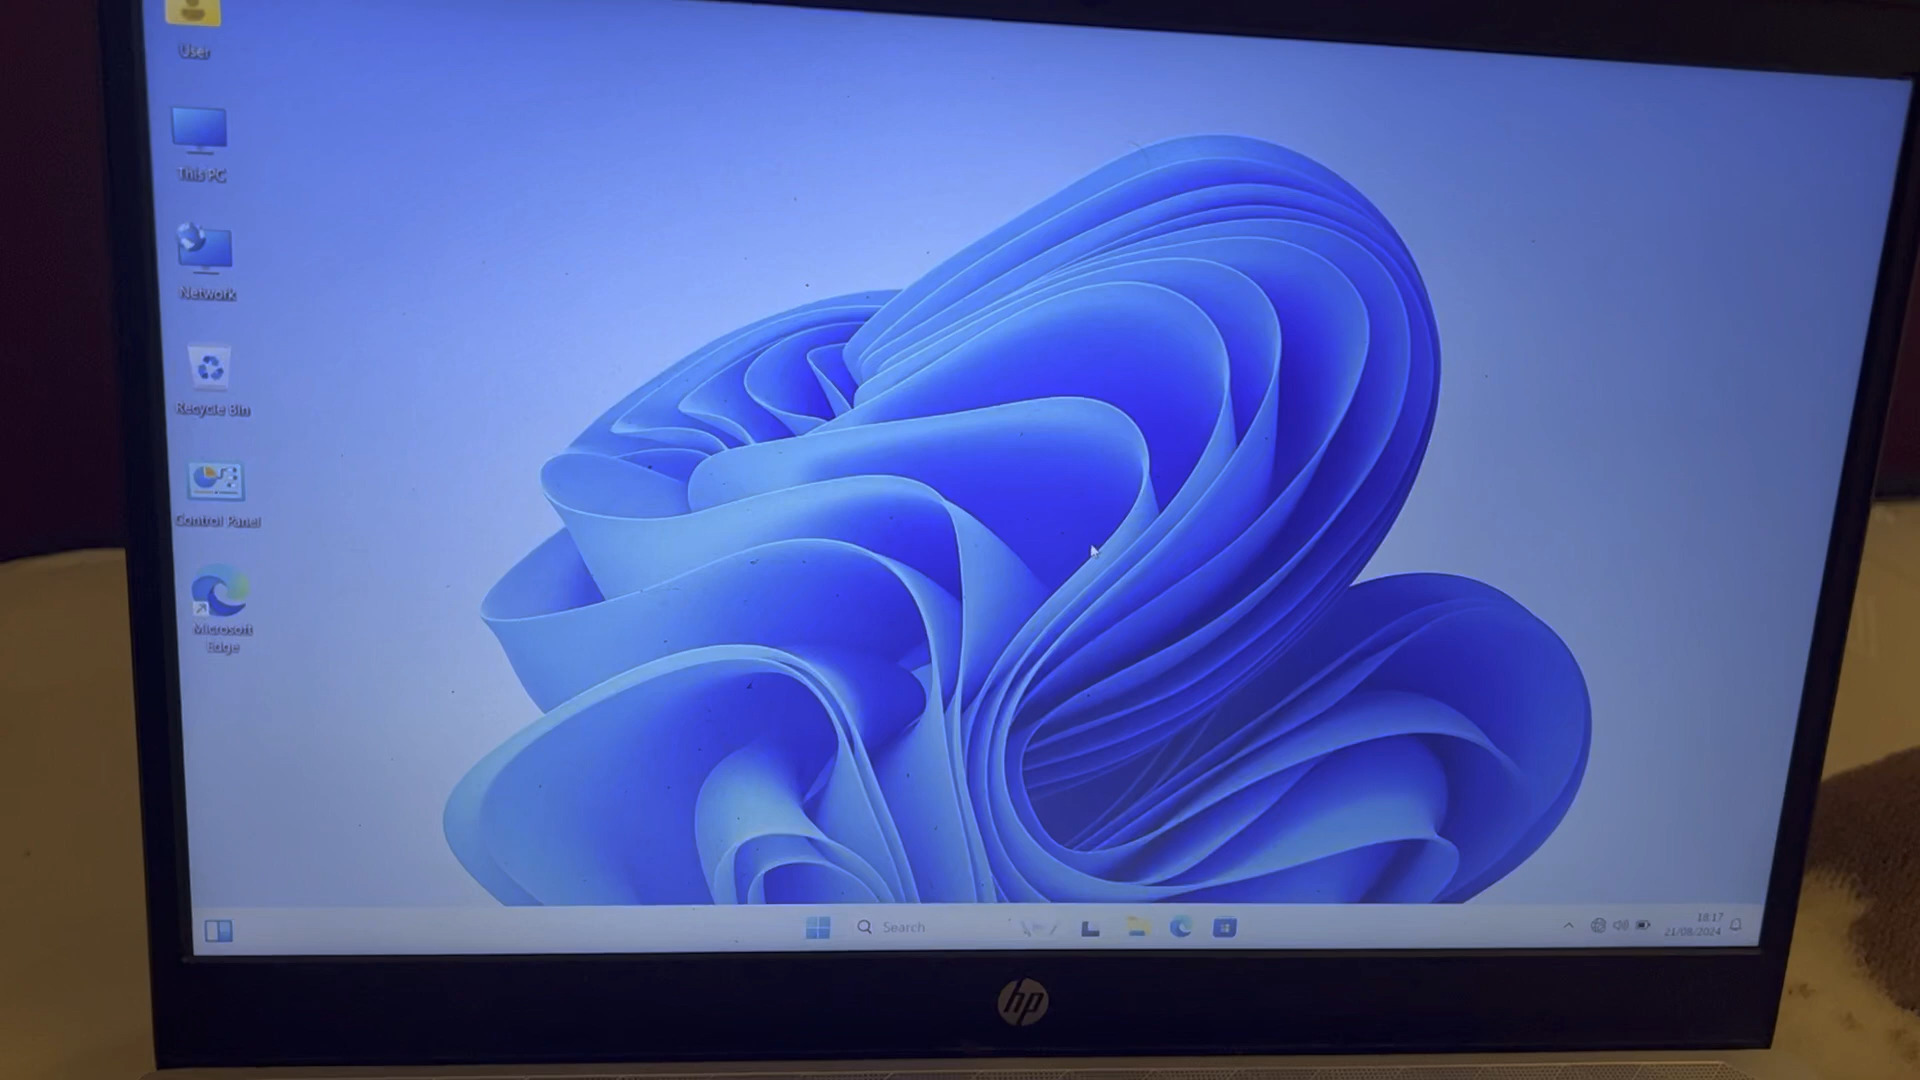 User
This PC
Network
Recycle Bin
Control Panel
Microsoft
Edge
Search
18:17
21/08/2024
hp